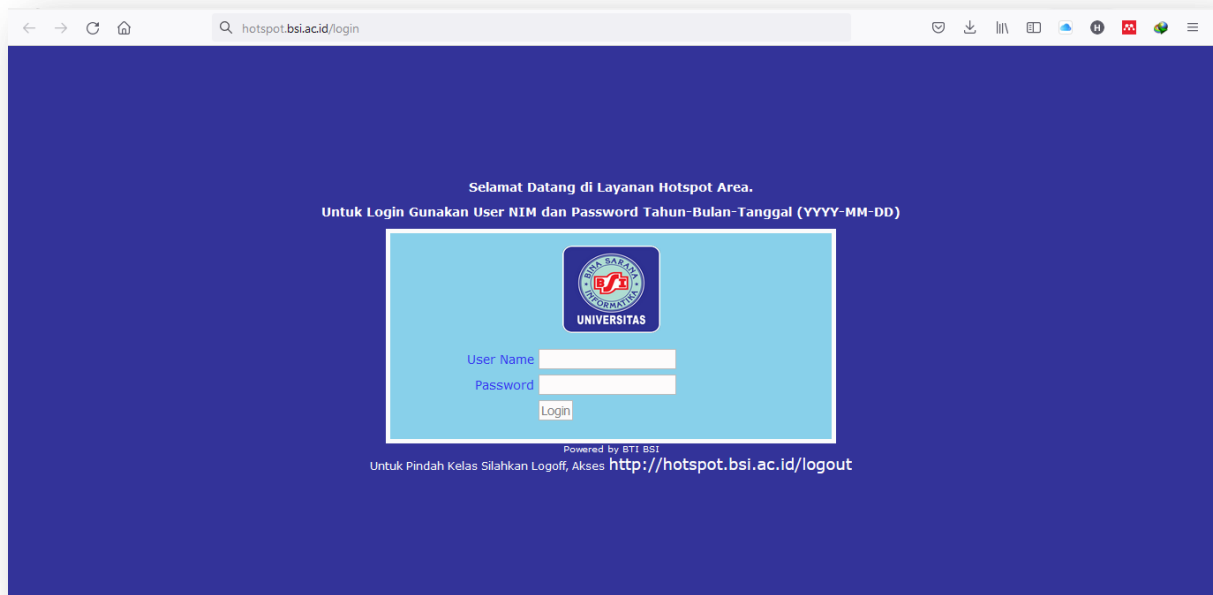 hotspot.bsi.ac.id/login
H
Selamat Datang di Layanan Hotspot Area.
Untuk Login Gunakan User NIM dan Password Tahun-Bulan-Tanggal (YYYY-MM-DD)
BINA SARANA
BSI
INFORMATIKA
UNIVERSITAS
User Name
Password
Login
Powered by BTI BSI
Untuk Pindah Kelas Silahkan Logoff, Akses http://hotspot.bsi.ac.id/logout